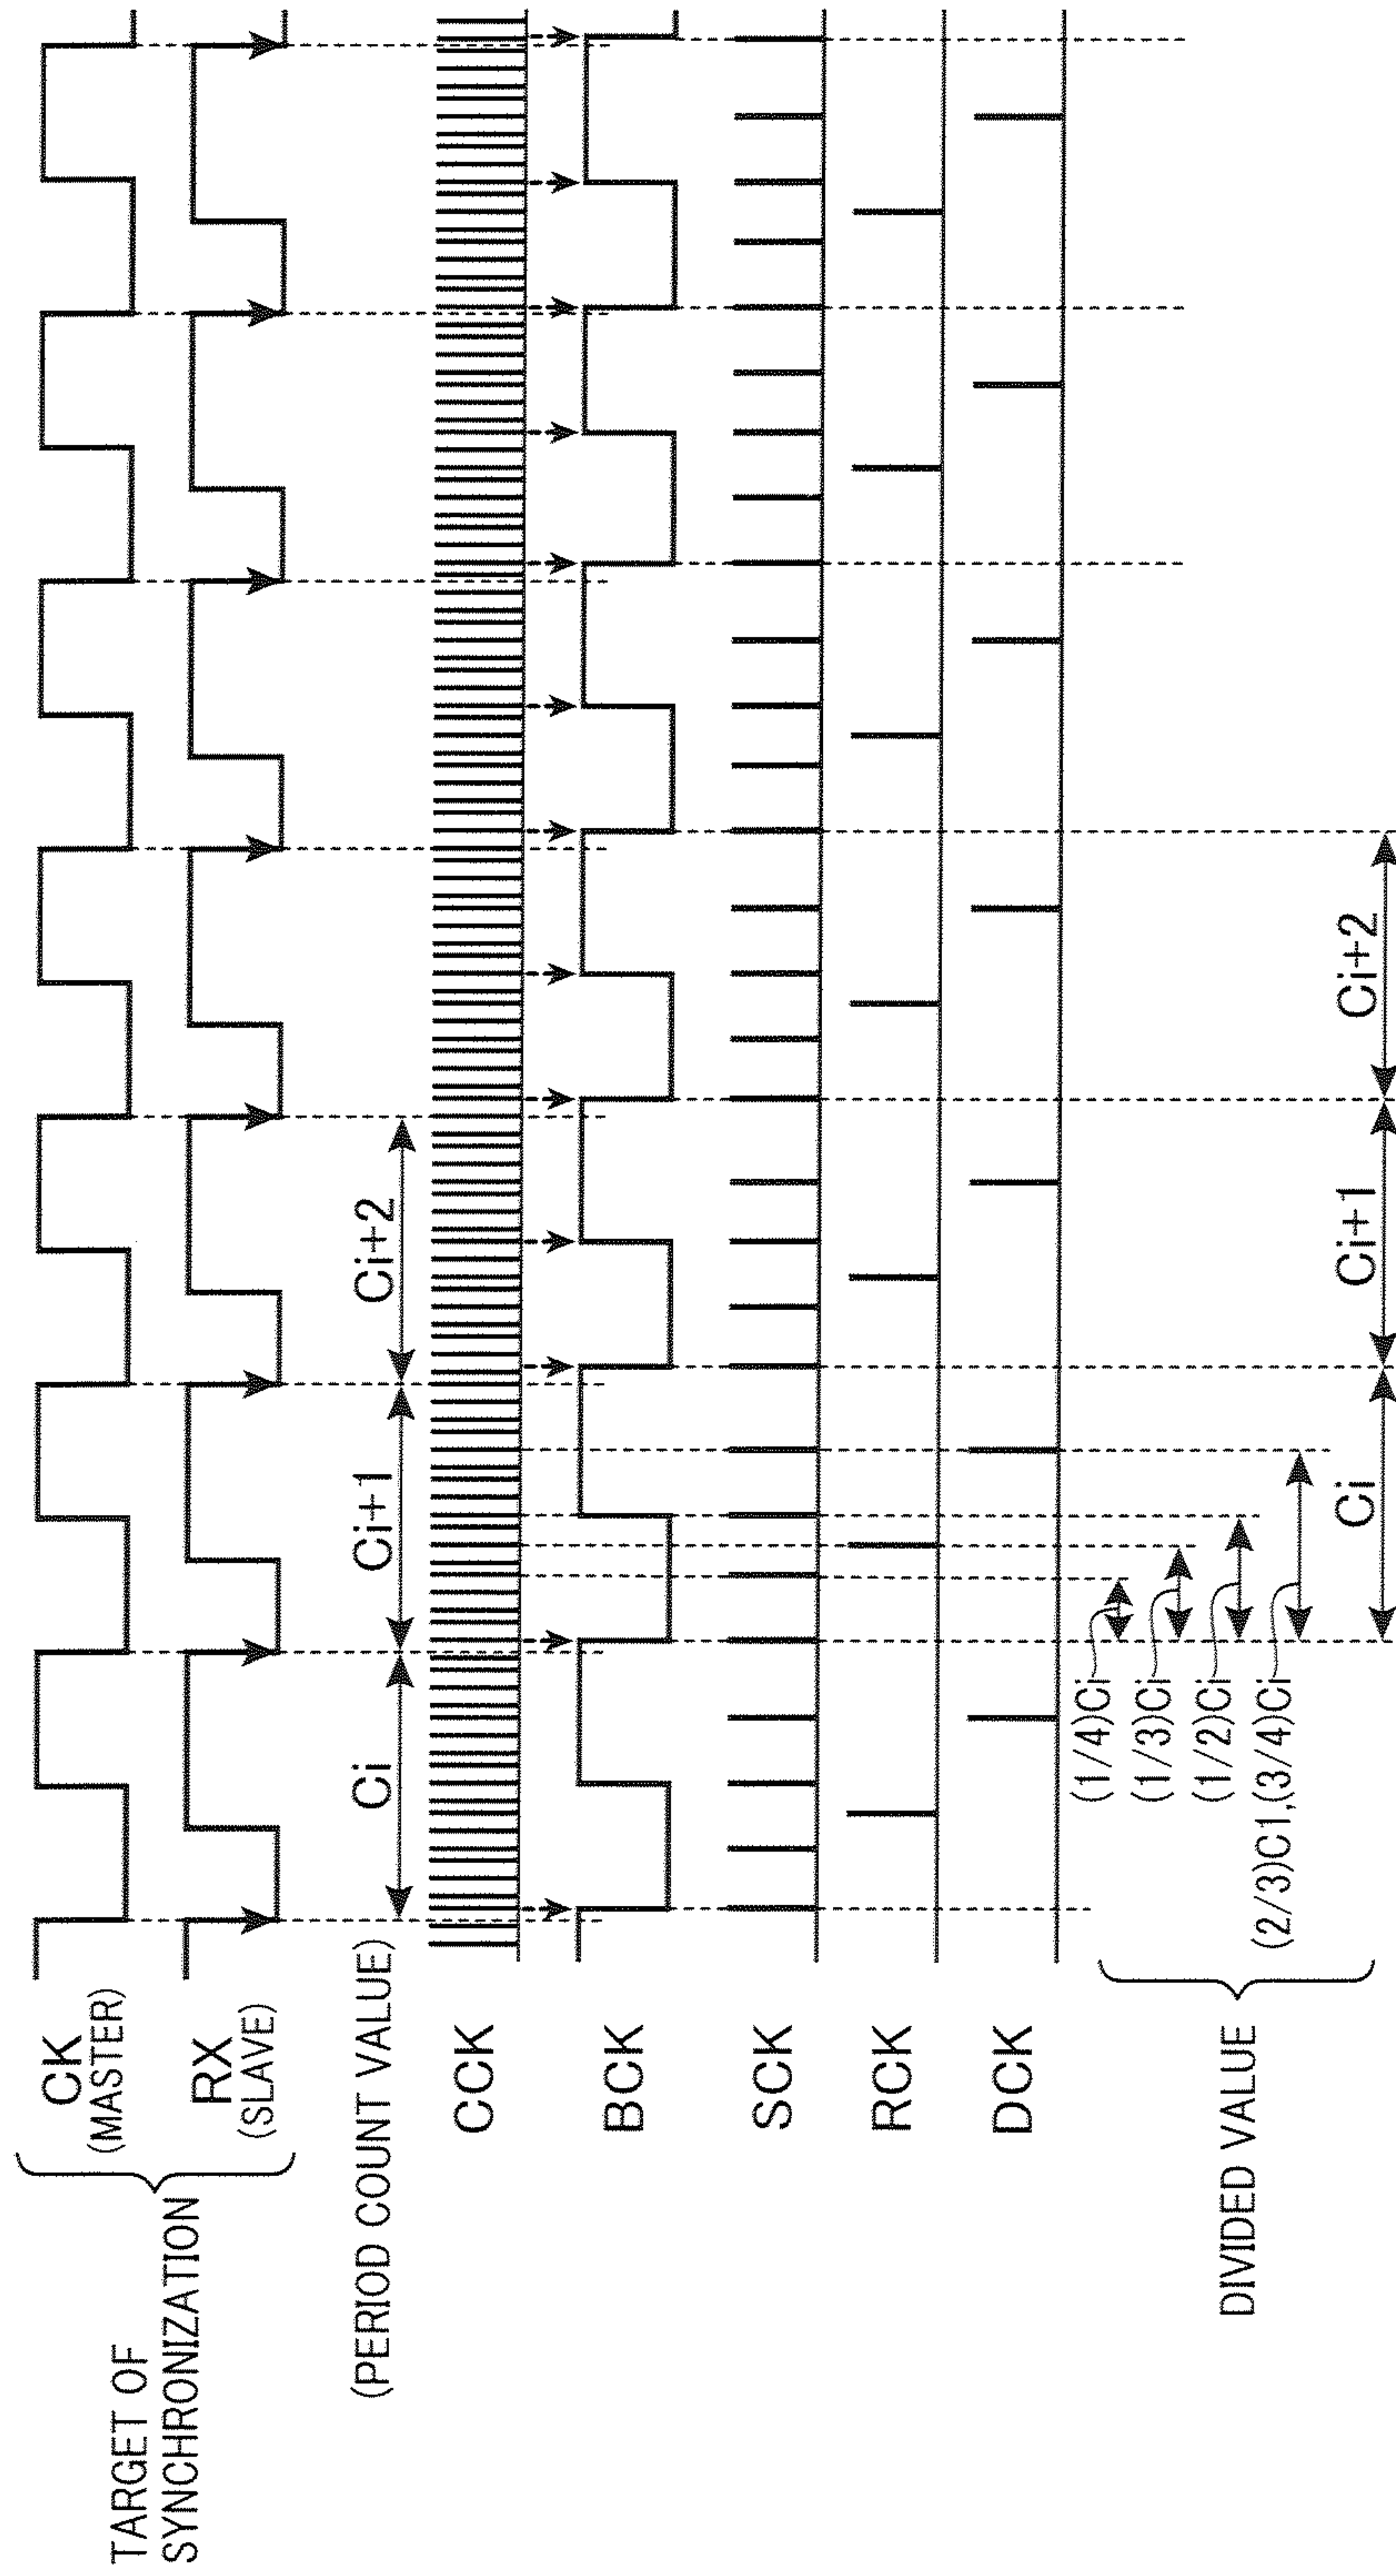 TARGET OF
SYNCHRONIZATION
CK
(MASTER)
RX
(SLAVE)
(PERIOD COUNT VALUE)
Ci
Ci+1
Ci+2
CCK
BCK
SCK
RCK
DCK
DIVIDED VALUE
(1/4)Ci
(1/3)Ci
(1/2)Ci
(2/3)C1,(3/4)Ci
Ci
Ci+1
Ci+2